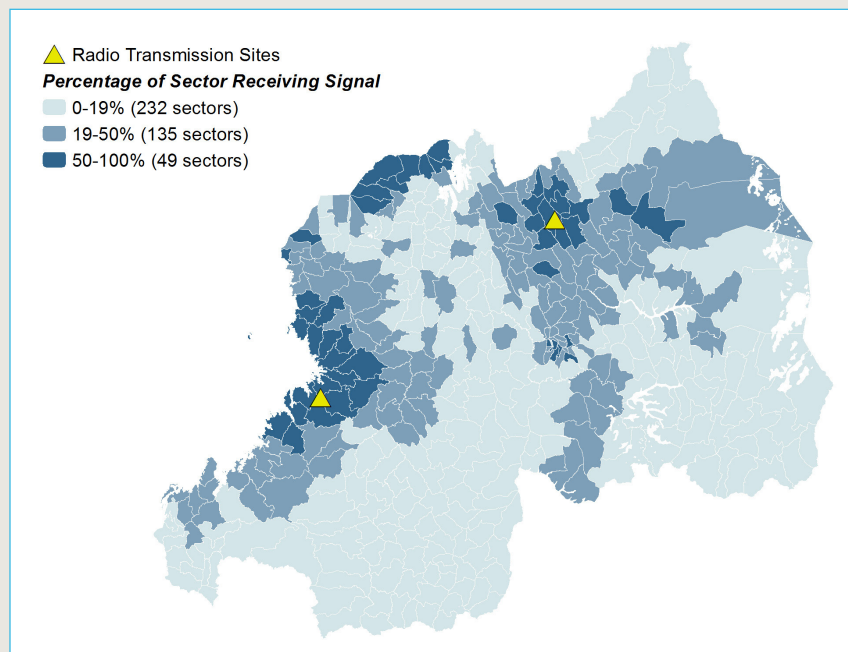 Radio Transmission Sites
Percentage of Sector Receiving Signal
0-19% (232 sectors)
19-50% (135 sectors)
50-100% (49 sectors)